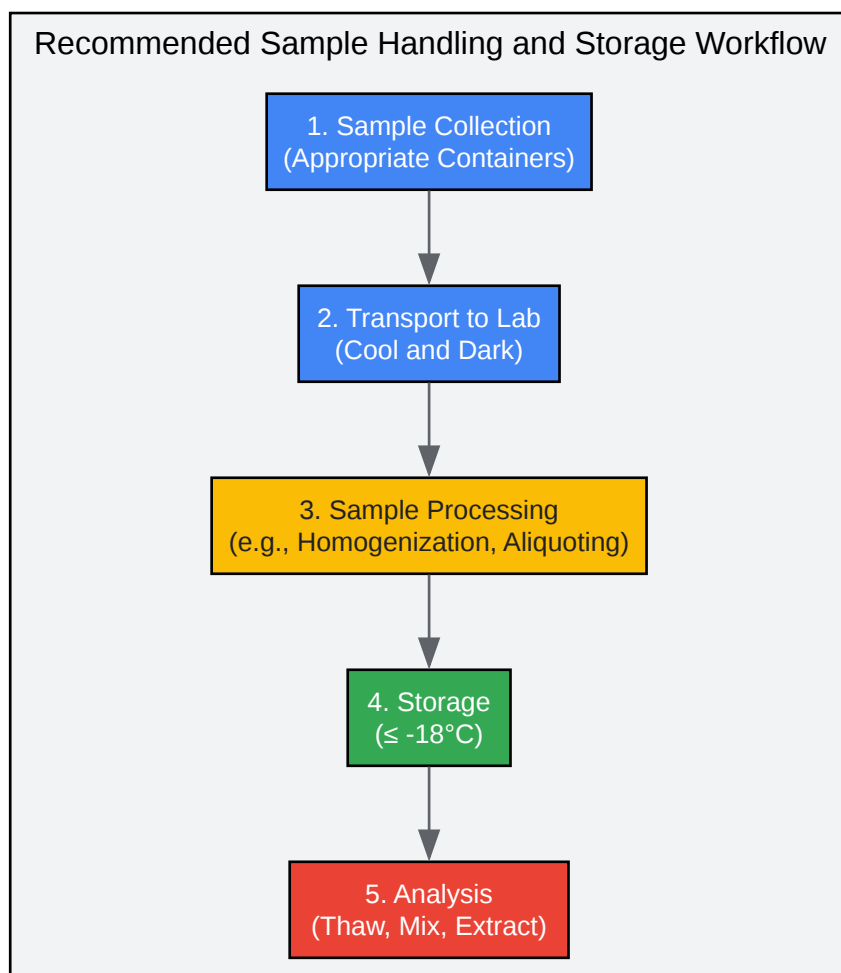 Recommended Sample Handling and Storage Workflow
1. Sample Collection
(Appropriate Containers)
2. Transport to Lab
(Cool and Dark)
3. Sample Processing
(e.g., Homogenization, Aliquoting)
4. Storage
(≤ -18°C)
5. Analysis
(Thaw, Mix, Extract)